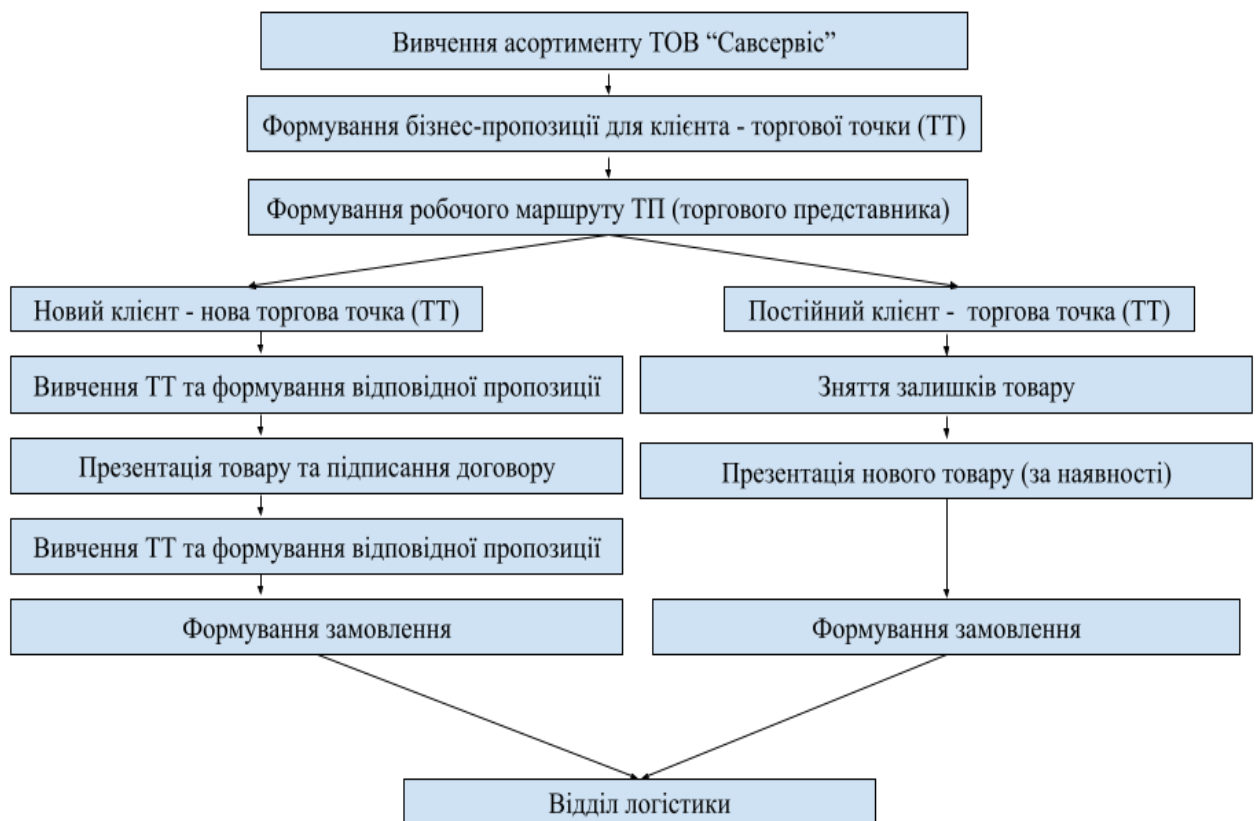 Вивчення асортименту ТОВ “Савсервіс”
Формування бізнес-пропозиції для клієнта - торгової точки (ТТ)
Формування робочого маршруту ТП (торгового представника)
Новий клієнт - нова торгова точка (ТТ)
Постійний клієнт - торгова точка (ТТ)
Вивчення ТТ та формування відповідної пропозиції
Зняття залишків товару
Презентація товару та підписання договору
Презентація нового товару (за наявності)
Вивчення ТТ та формування відповідної пропозиції
Формування замовлення
Формування замовлення
Відділ логістики